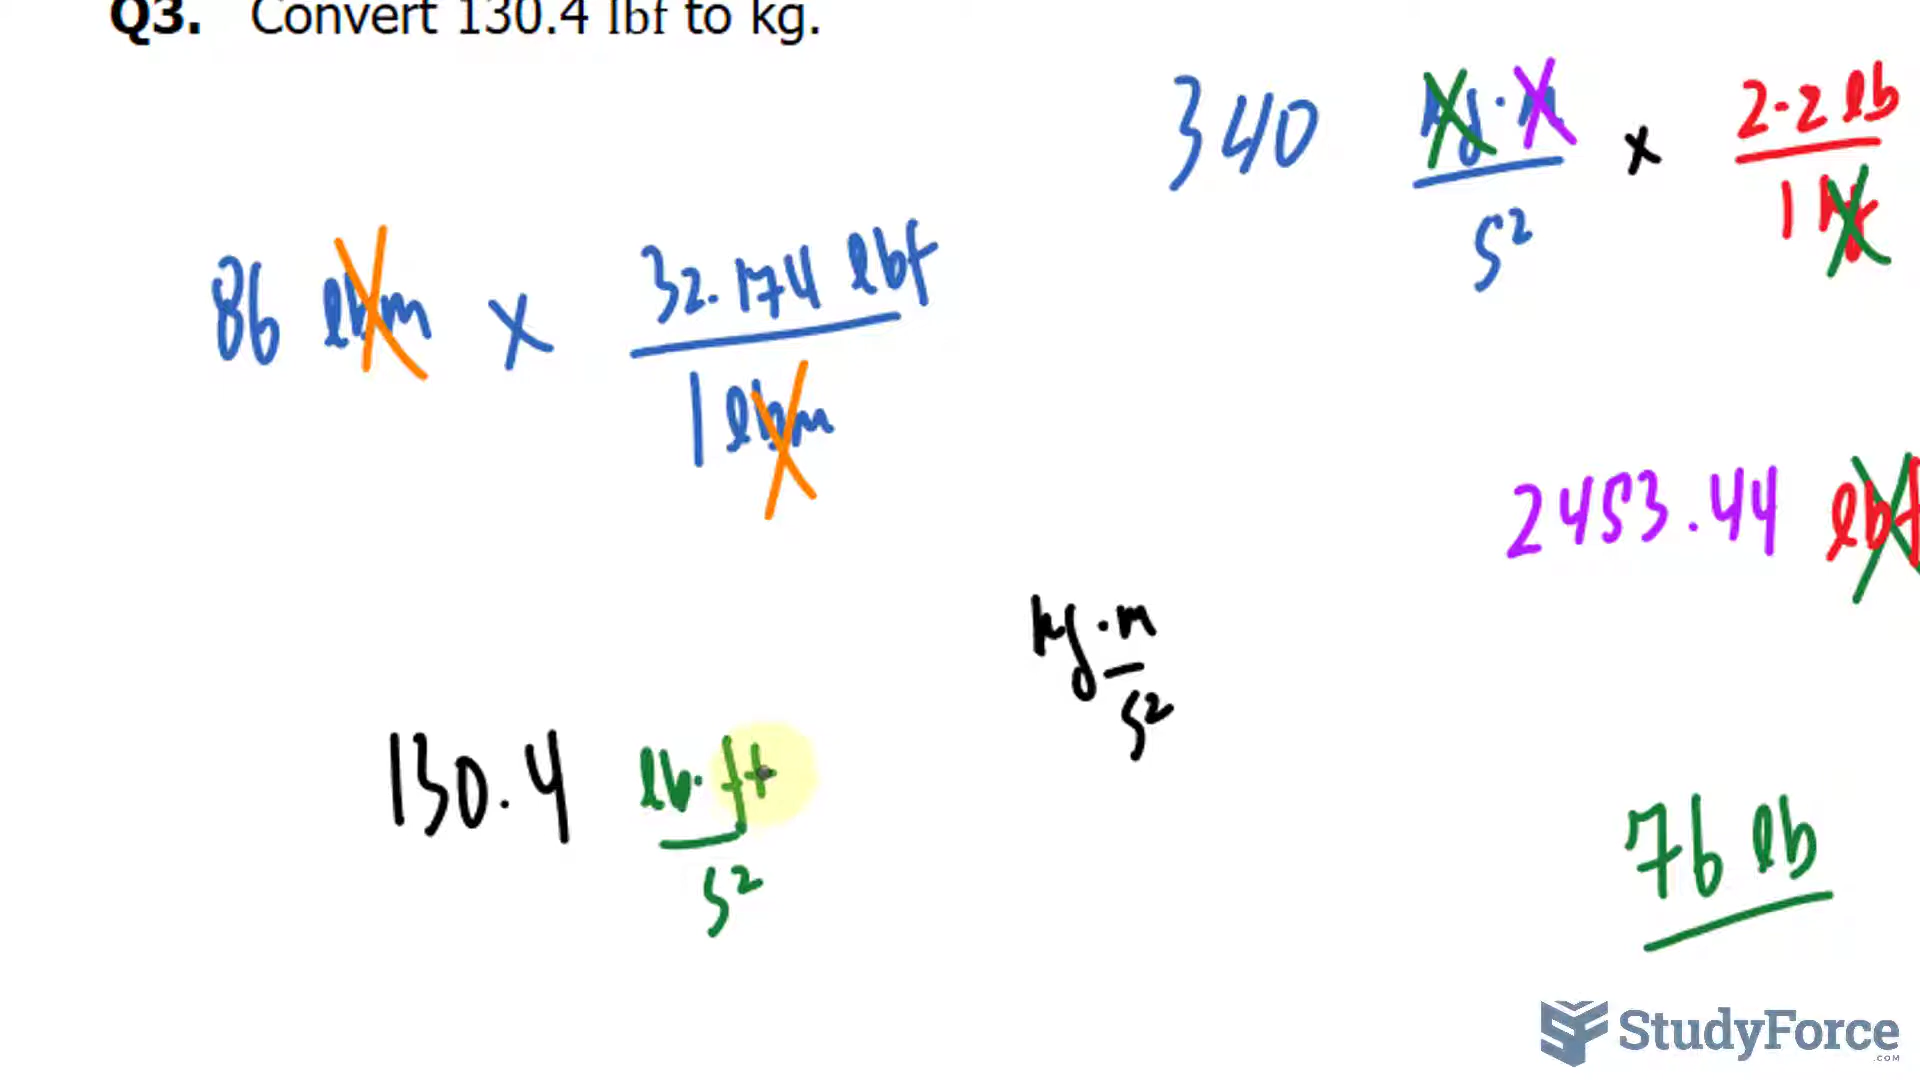 Q3. Convert 130.4 lbf to kg.
340 kg·m / s² x 2.2 lb / 1 kg
86 lbm x 32.174 lbf / 1 lbm
2453.44 lbf
kg·m / s²
130.4 lb·ft / s²
76 lb
StudyForce
.COM